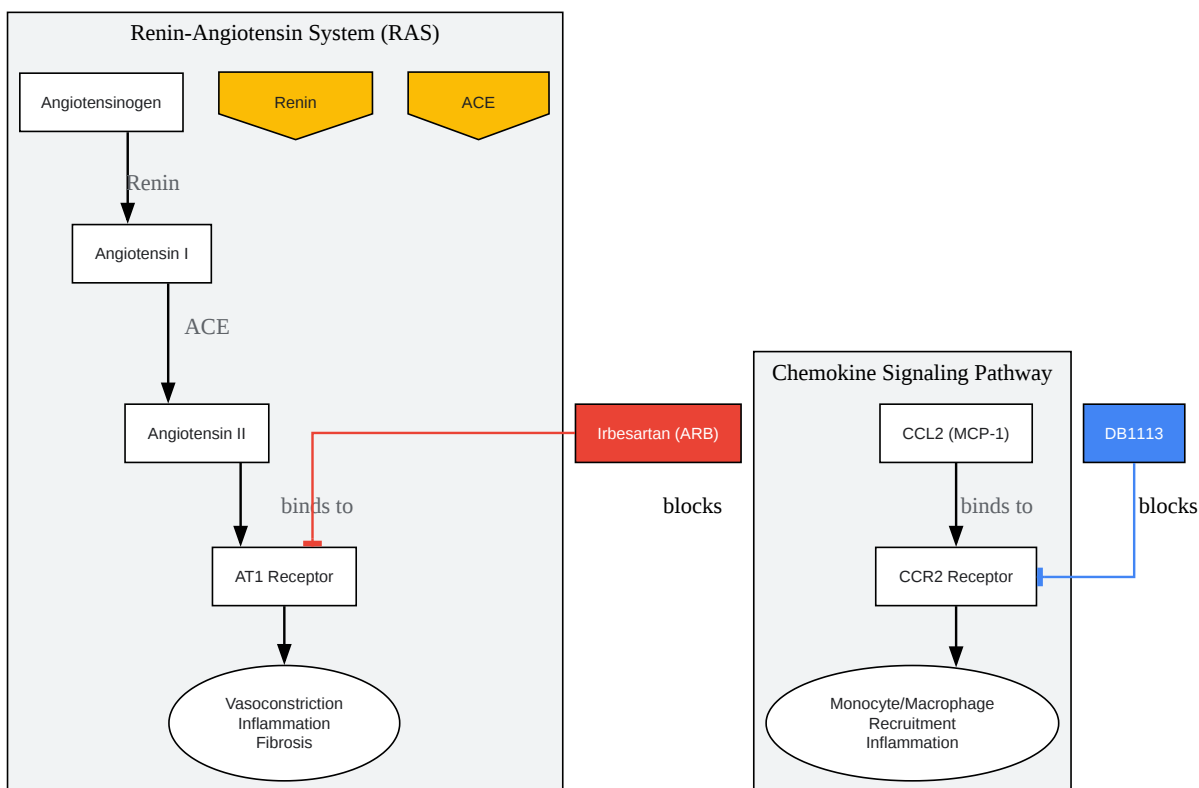 Renin-Angiotensin System (RAS)
Angiotensinogen
Renin
ACE
Renin
Angiotensin I
ACE
Angiotensin II
binds to
AT1 Receptor
Vasoconstriction
Inflammation
Fibrosis
Irbesartan (ARB)
blocks
Chemokine Signaling Pathway
CCL2 (MCP-1)
binds to
CCR2 Receptor
Monocyte/Macrophage
Recruitment
Inflammation
DB1113
blocks